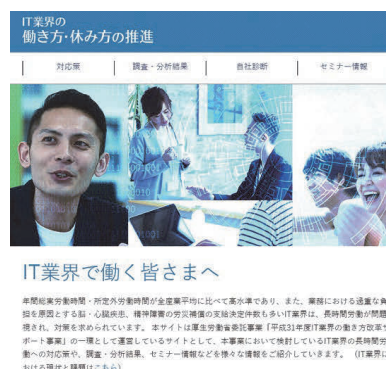 IT業界の
働き方・休み方の推進
対応策 調査・分析結果 自社診断 セミナー情報
IT業界で働く皆さまへ
年間総実労働時間・所定外労働時間が全産業平均に比べて高水準であり、また、業務における過重な負
担を原因とする脳・心臓疾患、精神障害の労災補償の支給決定件数も多いIT業界は、長時間労働が問題
視され、対策を求められています。 本サイトは厚生労働省委託事業「平成31年度IT業界の働き方改革サ
ポート事業」の一環として運営しているサイトとして、本事業において検討しているIT業界の長時間労
働への対応策や、調査・分析結果、セミナー情報などを様々な情報をご紹介していきます。 （IT業界に
おける現状と課題はこちら）